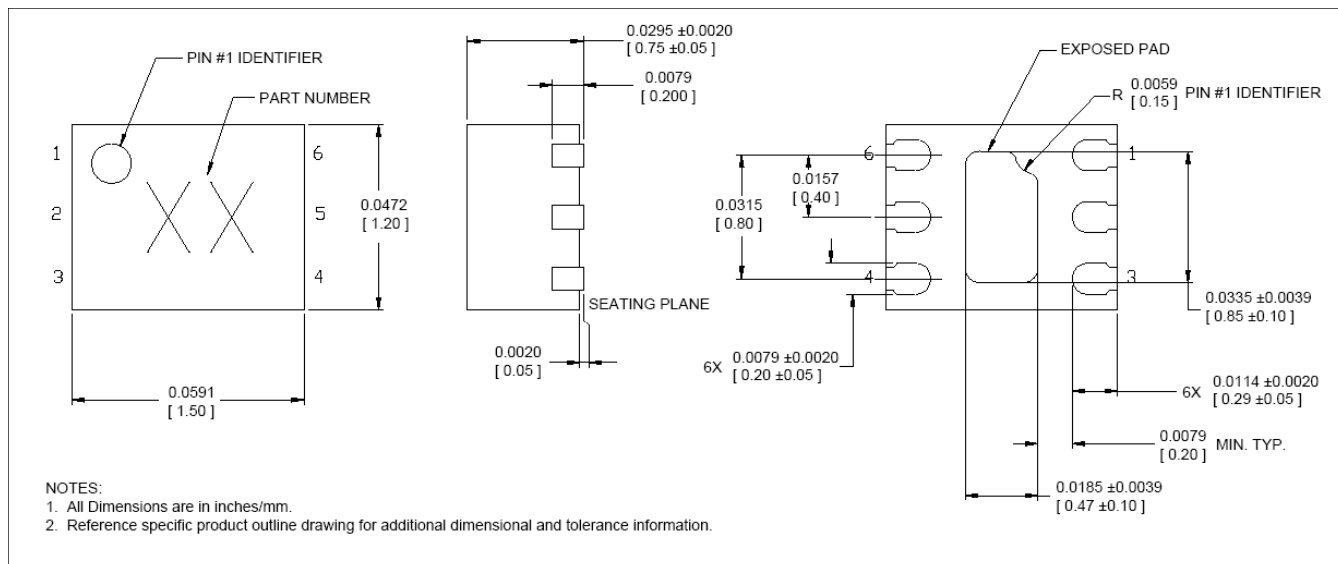 PIN #1 IDENTIFIER
PART NUMBER
1
2
3
6
5
4
XX
0.0472
[ 1.20 ]
0.0591
[ 1.50 ]
0.0295 ±0.0020
[ 0.75 ±0.05 ]
0.0079
[ 0.200 ]
SEATING PLANE
0.0020
[ 0.05 ]
EXPOSED PAD
R 0.0059 PIN #1 IDENTIFIER
[ 0.15 ]
6
4
1
3
0.0157
[ 0.40 ]
0.0315
[ 0.80 ]
6X 0.0079 ±0.0020
[ 0.20 ±0.05 ]
0.0335 ±0.0039
[ 0.85 ±0.10 ]
6X 0.0114 ±0.0020
[ 0.29 ±0.05 ]
0.0079 MIN. TYP.
[ 0.20 ]
0.0185 ±0.0039
[ 0.47 ±0.10 ]
NOTES:
1. All Dimensions are in inches/mm.
2. Reference specific product outline drawing for additional dimensional and tolerance information.